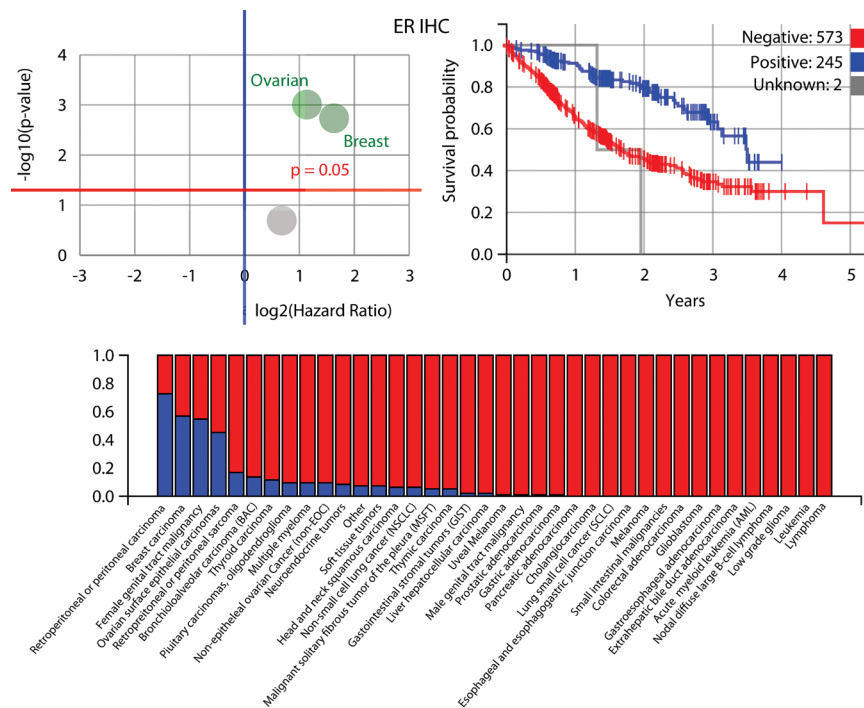 ER IHC
-log10(p-value)
4
3
2
1
0
Ovarian
Breast
p = 0.05
-3
-2
-1
0
1
2
3
log2(Hazard Ratio)
Survival probability
1.0
0.8
0.6
0.4
0.2
0.0
Negative: 573
Positive: 245
Unknown: 2
0
1
2
3
4
5
Years
1.0
0.8
0.6
0.4
0.2
0.0
Retroperitoneal or peritoneal carcinoma
Breast carcinoma
Female genital tract malignancy
Ovarian surface epithelial carcinomas
Retropreitoneal or peritoneal sarcoma
Bronchioloalveolar carcinoma (BAC)
Thyroid carcinoma
Piuitary carcinomas, oligodendroglioma
Multiple myeloma
Non-epitheal ovarian Cancer (non-EOC)
Neuroendocrine tumors
Other
Soft tissue tumors
Head and neck squamous carcinoma
Non-small cell lung cancer (NSCLC)
Malignant solitary fibrous tumor of the pleura (MSFT)
Thymic carcinoma
Gastointestinal stromal tumors (GIST)
Liver hepatocellular carcinoma
Uveal Melanoma
Male genital tract malignancy
Prostatic adenocarcinoma
Gastric adenocarcinoma
Pancreatic adenocarcinoma
Cholangiocarcinoma
Lung small cell cancer (SCLC)
Esophageal and esophagogastric junction carcinoma
Melanoma
Small intestinal malignancies
Colorectal adenocarcinoma
Glioblastoma
Gastroesophageal adenocarcinoma
Extrahepatic bile duct adenocarcinoma
Acute myeloid leukemia (AML)
Nodal diffuse large B-cell lymphoma
Low grade glioma
Leukemia
Lymphoma